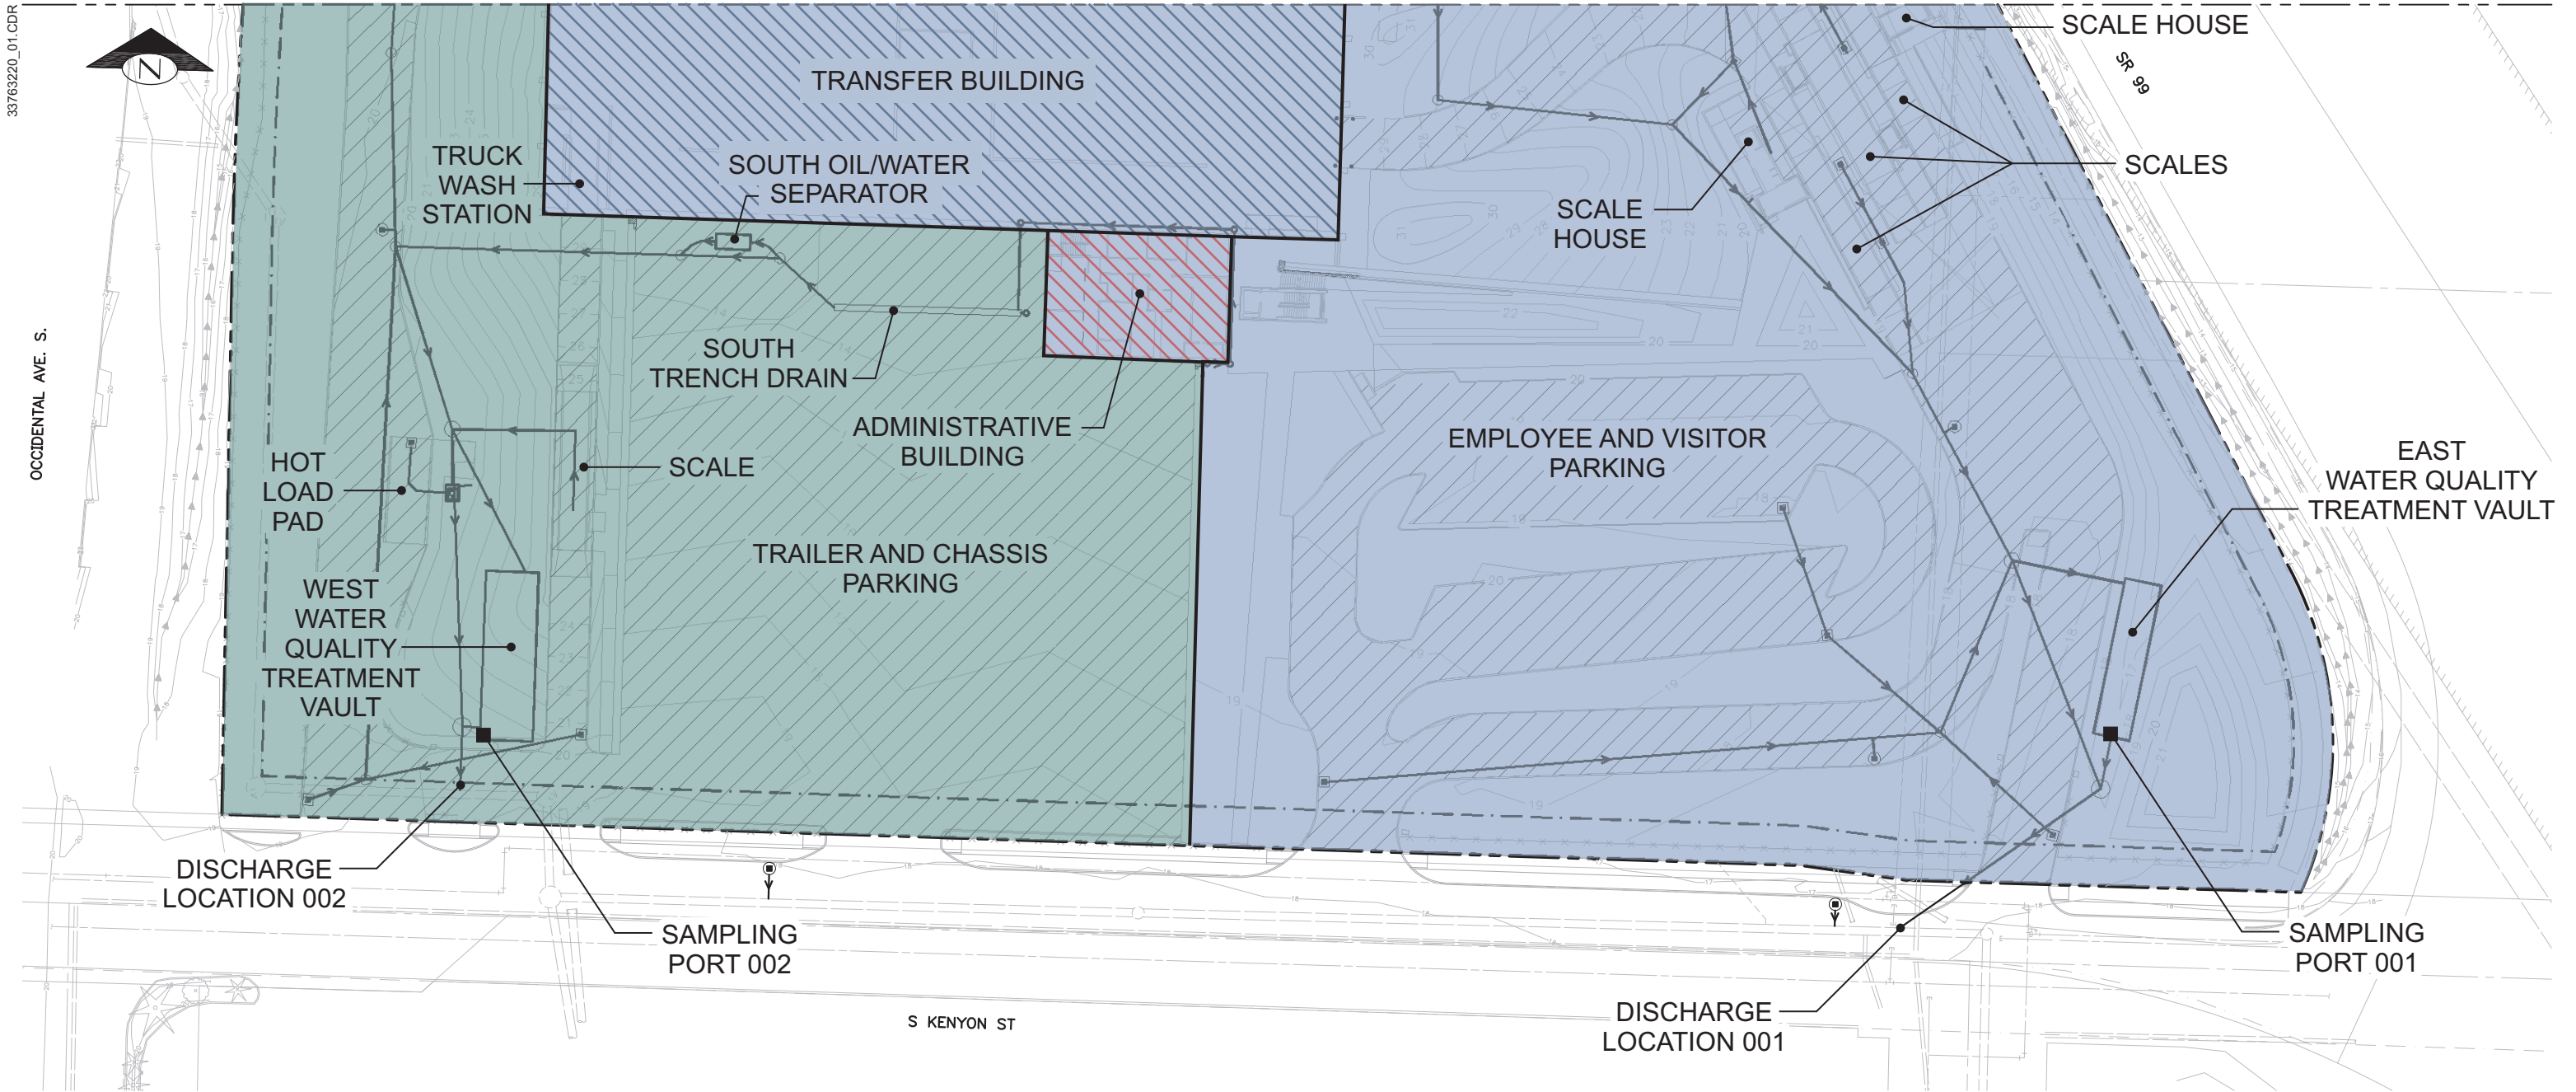 33763220_01.CDR
N
SCALE HOUSE
SR 99
TRANSFER BUILDING
TRUCK
WASH
STATION
SOUTH OIL/WATER
SEPARATOR
SCALES
SCALE
HOUSE
OCCIDENTAL AVE. S.
SOUTH
TRENCH DRAIN
ADMINISTRATIVE
BUILDING
EMPLOYEE AND VISITOR
PARKING
EAST
WATER QUALITY
TREATMENT VAULT
HOT
LOAD
PAD
SCALE
TRAILER AND CHASSIS
PARKING
WEST
WATER
QUALITY
TREATMENT
VAULT
DISCHARGE
LOCATION 002
SAMPLING
PORT 002
SAMPLING
PORT 001
DISCHARGE
LOCATION 001
S KENYON ST